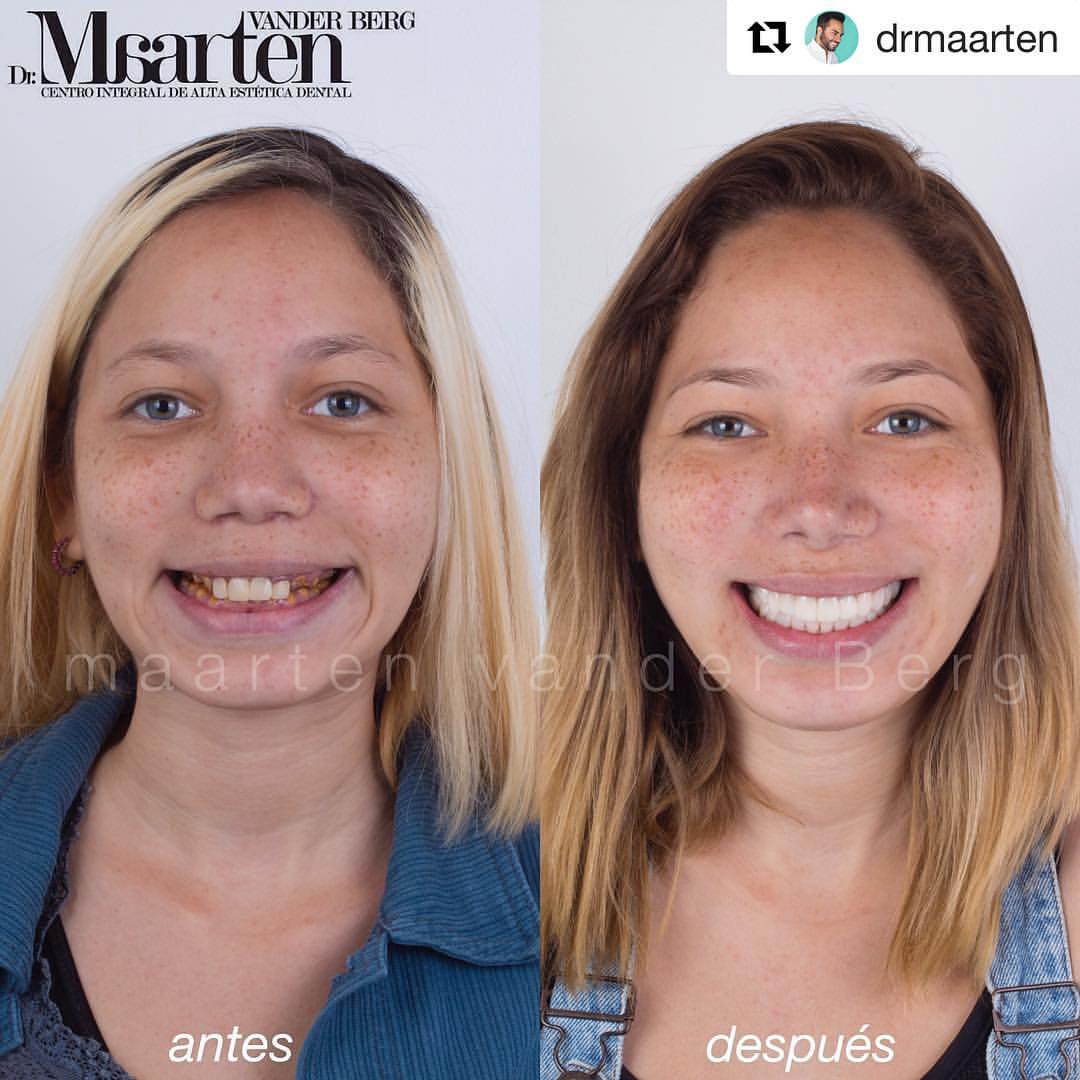 VANDER BERG
Dr. Maarten
CENTRO INTEGRAL DE ALTA ESTÉTICA DENTAL
drmaarten
maarten vander Berg
antes
después